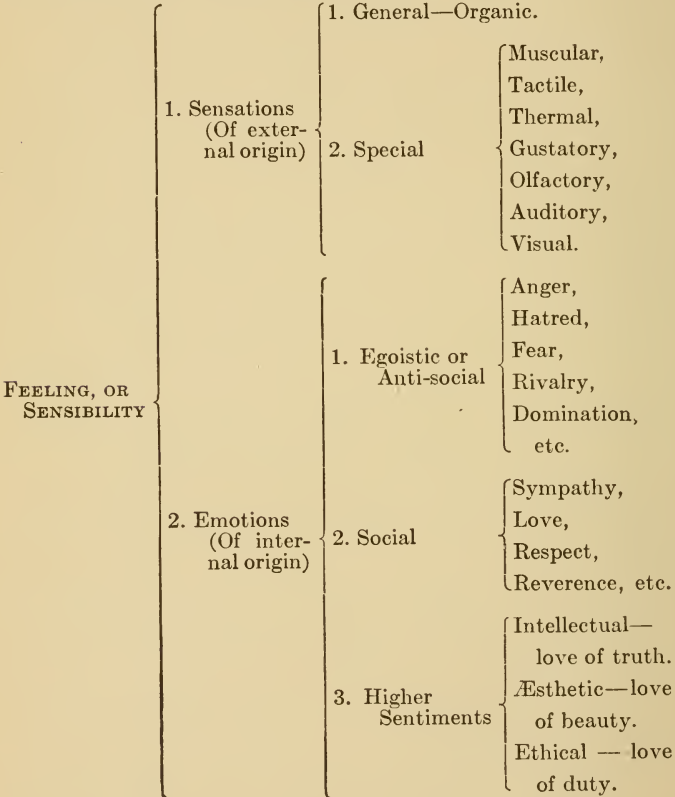 FEELING, OR
SENSIBILITY
1. Sensations
(Of exter-
nal origin)
1. General—Organic.
2. Special
Muscular,
Tactile,
Thermal,
Gustatory,
Olfactory,
Auditory,
Visual.
2. Emotions
(Of inter-
nal origin)
1. Egoistic or
Anti-social
Anger,
Hatred,
Fear,
Rivalry,
Domination,
etc.
2. Social
Sympathy,
Love,
Respect,
Reverence, etc.
3. Higher
Sentiments
Intellectual—
love of truth.
Æsthetic—love
of beauty.
Ethical — love
of duty.